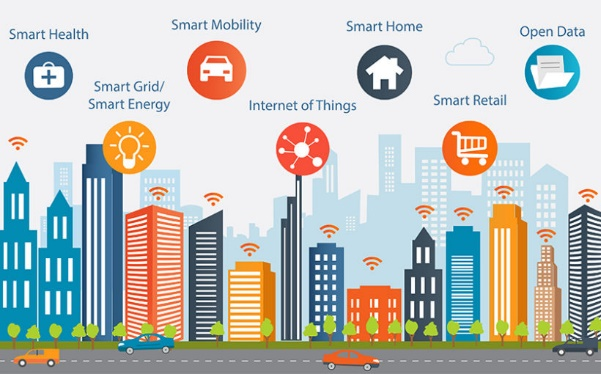 Smart Health
Smart Mobility
Smart Home
Open Data
Smart Grid/
Smart Energy
Internet of Things
Smart Retail